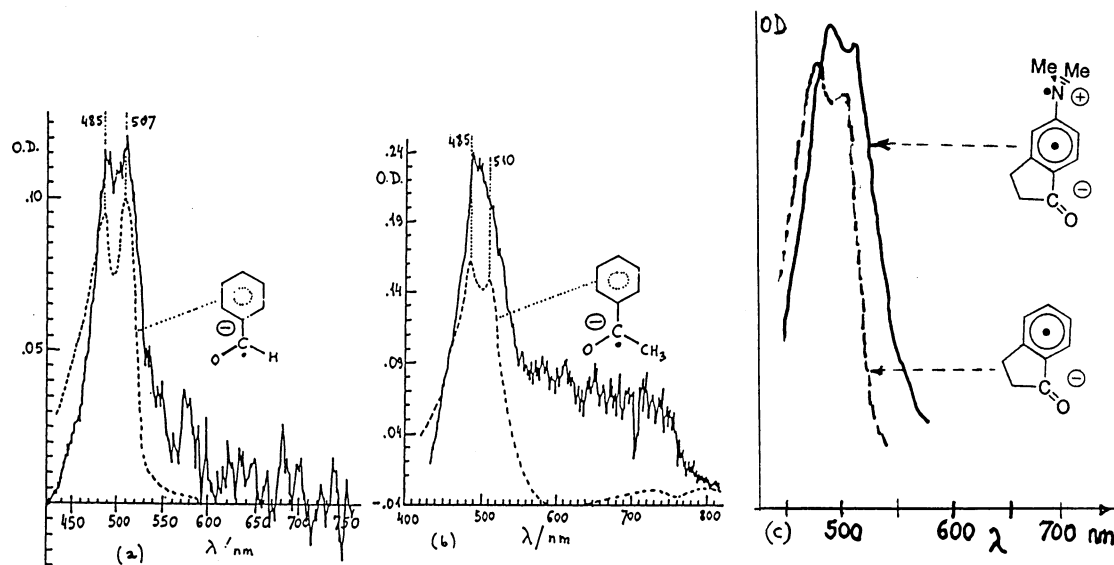 485
507
O.D.
.10
.05
⊖
O
C
H
450
500
550
600
650
700
750
λ/nm
(a)
485
510
.24
O.D.
.19
.14
.09
.04
-.01
⊖
O
C
CH₃
400
500
600
700
800
λ/nm
(b)
OD
Me
Me
N
⊕
⊖
C
O
⊖
C
O
500
600
700
nm
λ
(c)